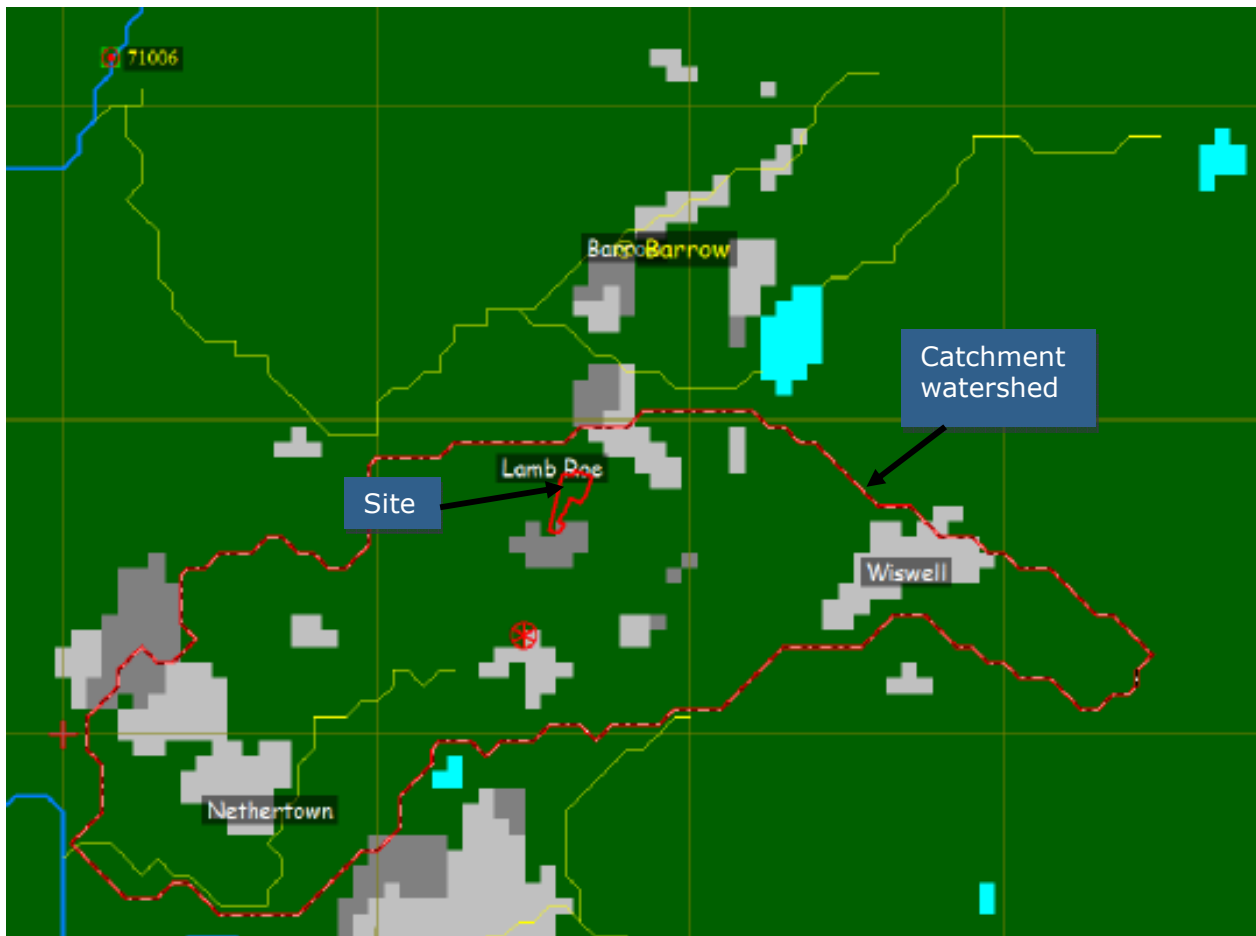 71006
Barrow
Catchment
watershed
Lamb Roe
Site
Wiswell
Nethertown